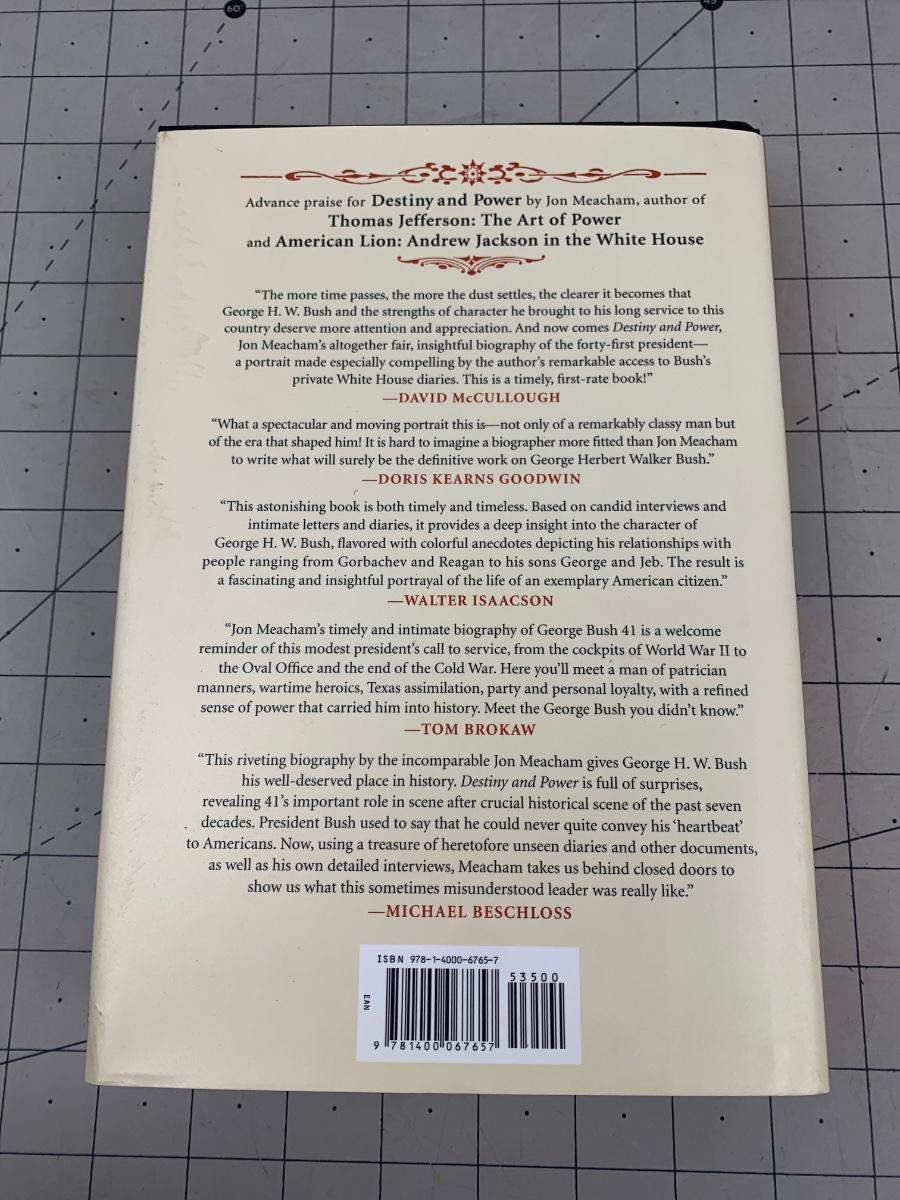 60°
45°
Advance praise for Destiny and Power by Jon Meacham, author of
Thomas Jefferson: The Art of Power
and American Lion: Andrew Jackson in the White House
“The more time passes, the more the dust settles, the clearer it becomes that
George H. W. Bush and the strengths of character he brought to his long service to this
country deserve more attention and appreciation. And now comes Destiny and Power,
Jon Meacham’s altogether fair, insightful biography of the forty-first president—
a portrait made especially compelling by the author’s remarkable access to Bush’s
private White House diaries. This is a timely, first-rate book!”
—DAVID McCULLOUGH
“What a spectacular and moving portrait this is—not only of a remarkably classy man but
of the era that shaped him! It is hard to imagine a biographer more fitted than Jon Meacham
to write what will surely be the definitive work on George Herbert Walker Bush.”
—DORIS KEARNS GOODWIN
“This astonishing book is both timely and timeless. Based on candid interviews and
intimate letters and diaries, it provides a deep insight into the character of
George H. W. Bush, flavored with colorful anecdotes depicting his relationships with
people ranging from Gorbachev and Reagan to his sons George and Jeb. The result is
a fascinating and insightful portrayal of the life of an exemplary American citizen.”
—WALTER ISAACSON
“Jon Meacham’s timely and intimate biography of George Bush 41 is a welcome
reminder of this modest president’s call to service, from the cockpits of World War II to
the Oval Office and the end of the Cold War. Here you’ll meet a man of patrician
manners, wartime heroics, Texas assimilation, party and personal loyalty, with a refined
sense of power that carried him into history. Meet the George Bush you didn’t know.”
—TOM BROKAW
“This riveting biography by the incomparable Jon Meacham gives George H. W. Bush
his well-deserved place in history. Destiny and Power is full of surprises,
revealing 41’s important role in scene after crucial historical scene of the past seven
decades. President Bush used to say that he could never quite convey his ‘heartbeat’
to Americans. Now, using a treasure of heretofore unseen diaries and other documents,
as well as his own detailed interviews, Meacham takes us behind closed doors to
show us what this sometimes misunderstood leader was really like.”
—MICHAEL BESCHLOSS
ISBN 978-1-4000-6765-7
53500
EAN
9 781400 067657